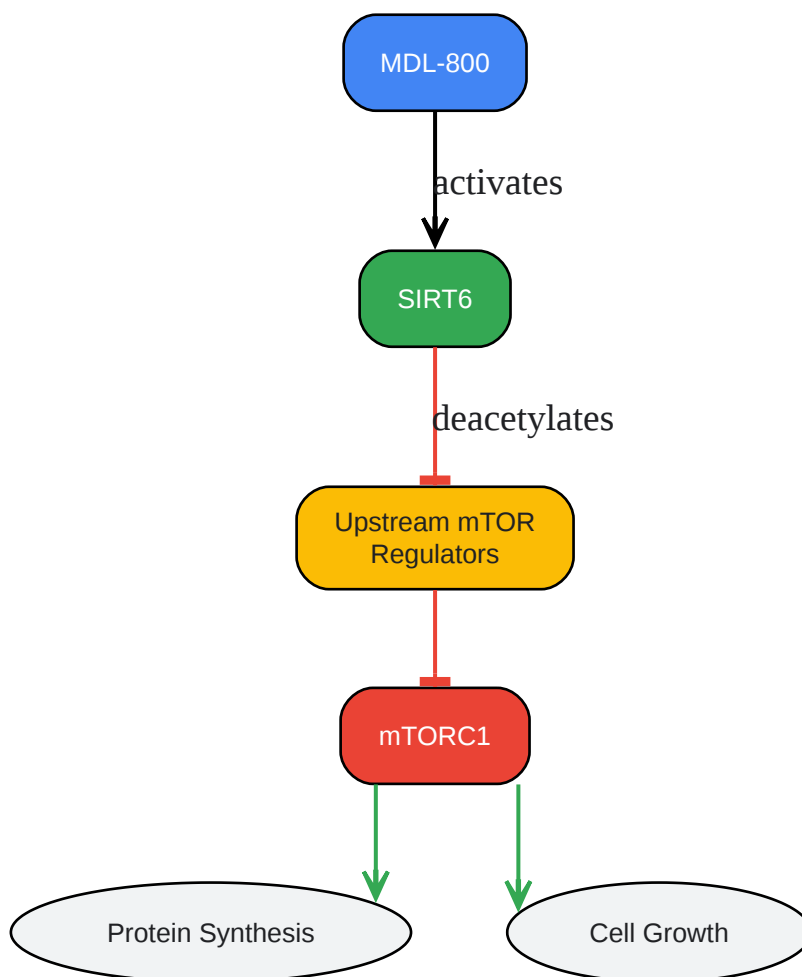 MDL-800
activates
SIRT6
deacetylates
Upstream mTOR
Regulators
mTORC1
Protein Synthesis
Cell Growth